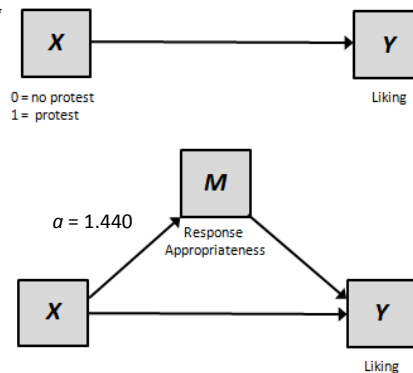 X
Y
0 = no protest
1 = protest
Liking
M
a = 1.440
Response
Appropriateness
X
Y
Liking